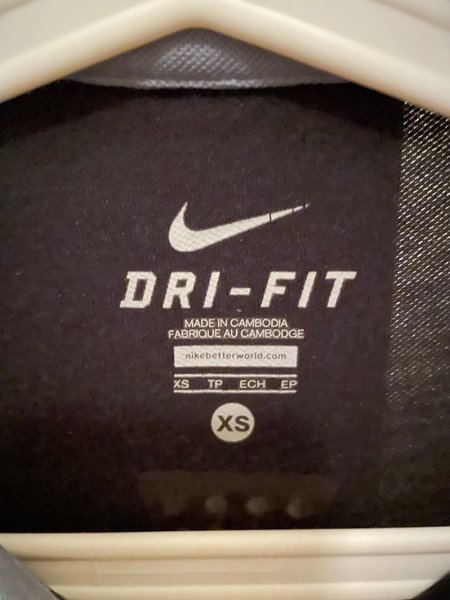 DRI-FIT
MADE IN CAMBODIA
FABRIQUE AU CAMBODGE
nikebetterworld.com
XS TP ECH EP
XS